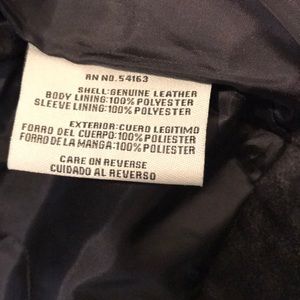 RN NO. 54163
SHELL:GENUINE LEATHER
BODY LINING:100% POLYESTER
SLEEVE LINING:100% POLYESTER
EXTERIOR:CUERO LEGITIMO
FORRO DEL CUERPO:100% POLIESTER
FORRO DE LA MANGA:100% POLIESTER
CARE ON REVERSE
CUIDADO AL REVERSO